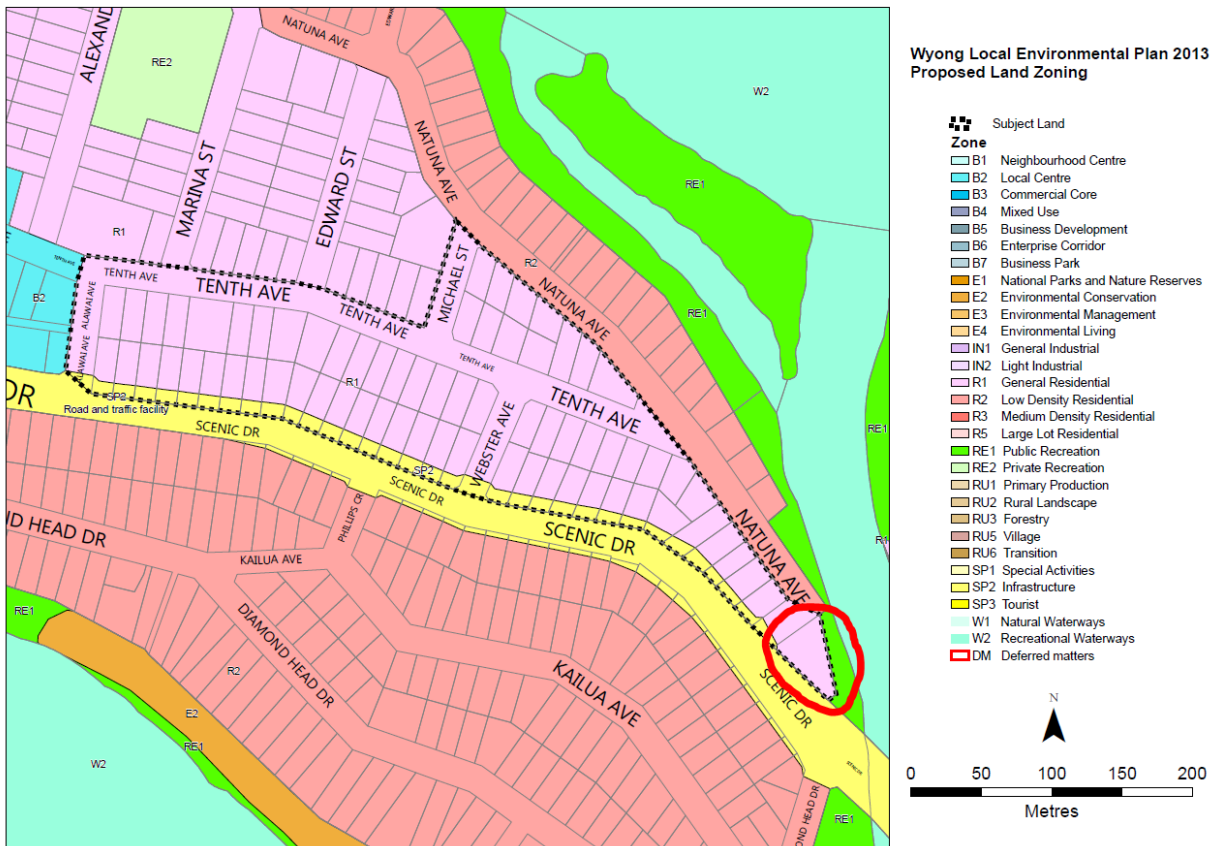 ALEXAND
RE2
NATUNA AVE
W2
MARINA ST
EDWARD ST
NATUNA AVE
RE1
R1
R2
MICHAEL ST
NATUNA AVE
RE1
TENTH AVE
TENTH AVE
TENTH AVE
B2
ALAWAI AVE
LAWAI AVE
TENTH AVE
R1
TENTH AVE
WEBSTER AVE
RE1
DR
SP2
Road and traffic facility
SCENIC DR
SP2
SCENIC DR
SCENIC DR
NATUNA AVE
R1
ND HEAD DR
PHILLIPS CR
KAILUA AVE
RE1
DIAMOND HEAD DR
R2
KAILUA AVE
SCENIC DR
E2
RE1
W2
OND HEAD DR
RE1
Wyong Local Environmental Plan 2013
Proposed Land Zoning
Subject Land
Zone
B1 Neighbourhood Centre
B2 Local Centre
B3 Commercial Core
B4 Mixed Use
B5 Business Development
B6 Enterprise Corridor
B7 Business Park
E1 National Parks and Nature Reserves
E2 Environmental Conservation
E3 Environmental Management
E4 Environmental Living
IN1 General Industrial
IN2 Light Industrial
R1 General Residential
R2 Low Density Residential
R3 Medium Density Residential
R5 Large Lot Residential
RE1 Public Recreation
RE2 Private Recreation
RU1 Primary Production
RU2 Rural Landscape
RU3 Forestry
RU5 Village
RU6 Transition
SP1 Special Activities
SP2 Infrastructure
SP3 Tourist
W1 Natural Waterways
W2 Recreational Waterways
DM Deferred matters
N
0 50 100 150 200
Metres